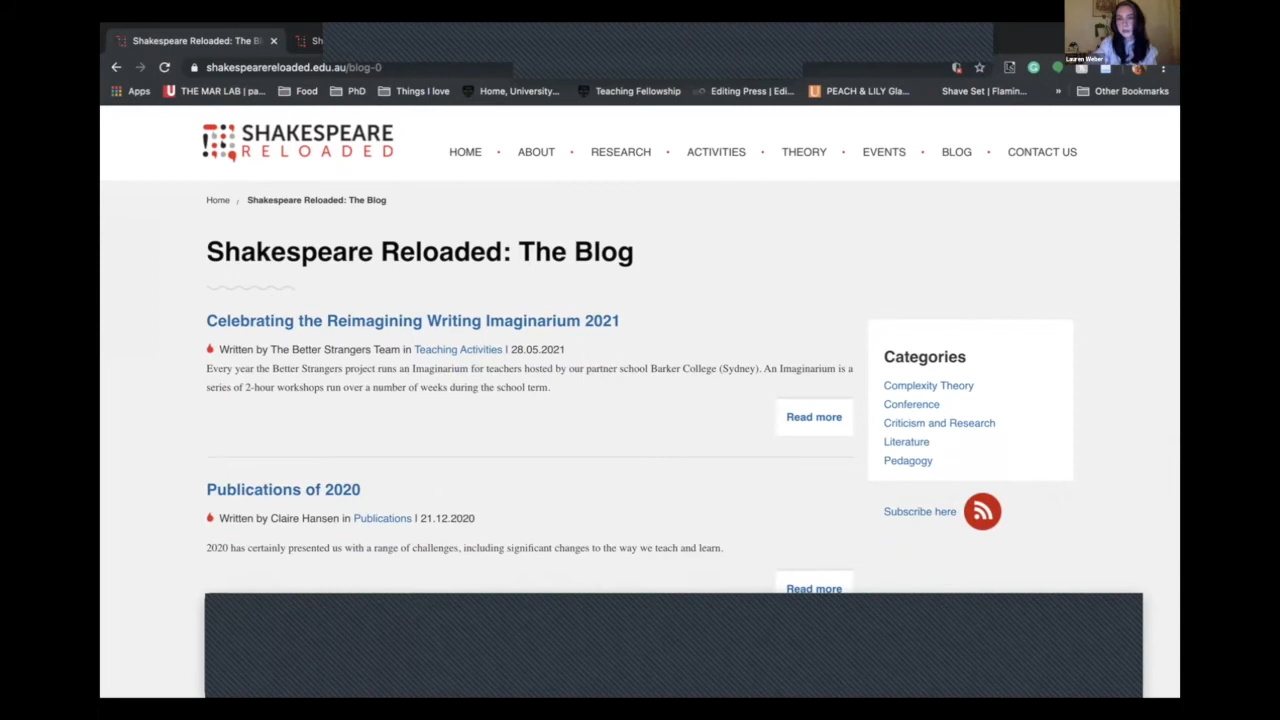 Shakespeare Reloaded: The B
Sh
Lauren Weber
shakespearereloaded.edu.au/blog-0
Apps
THE MAR LAB | pa...
Food
PhD
Things I love
Home, University...
Teaching Fellowship
Editing Press | Edi...
PEACH & LILY Gla...
Shave Set | Flamin...
»
Other Bookmarks
SHAKESPEARE
RELOADED
HOME • ABOUT • RESEARCH • ACTIVITIES • THEORY • EVENTS • BLOG • CONTACT US
Home / Shakespeare Reloaded: The Blog
Shakespeare Reloaded: The Blog
Celebrating the Reimagining Writing Imaginarium 2021
Written by The Better Strangers Team in Teaching Activities | 28.05.2021
Every year the Better Strangers project runs an Imaginarium for teachers hosted by our partner school Barker College (Sydney). An Imaginarium is a
series of 2-hour workshops run over a number of weeks during the school term.
Read more
Publications of 2020
Written by Claire Hansen in Publications | 21.12.2020
2020 has certainly presented us with a range of challenges, including significant changes to the way we teach and learn.
Read more
Categories
Complexity Theory
Conference
Criticism and Research
Literature
Pedagogy
Subscribe here